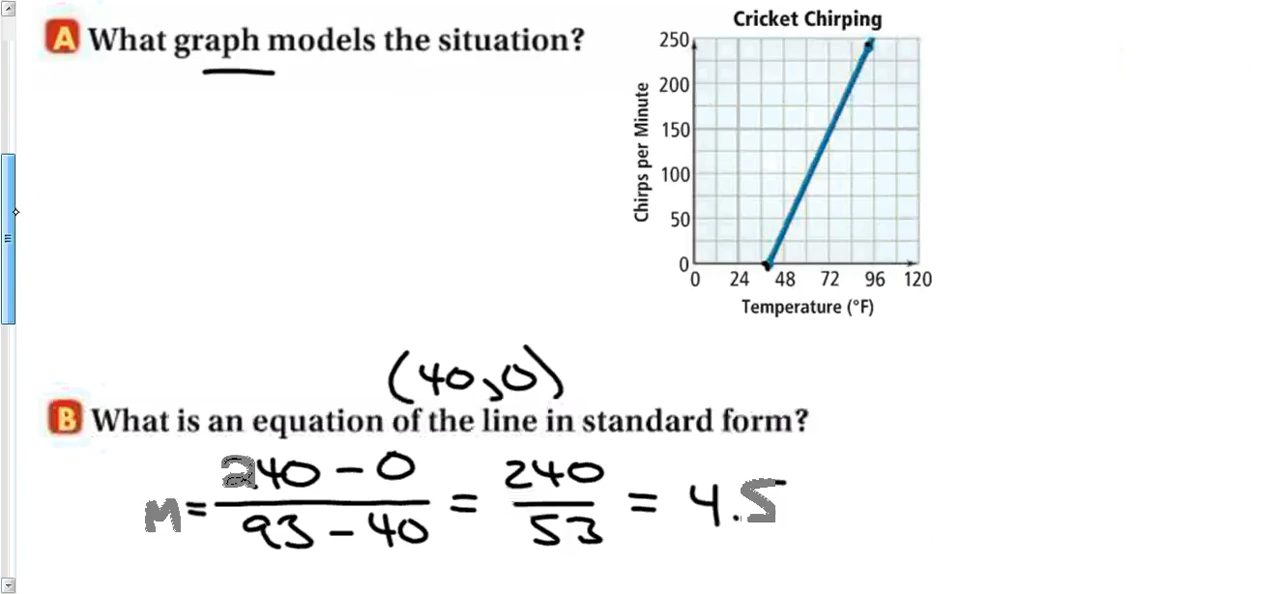 A What graph models the situation?
Cricket Chirping
Chirps per Minute
250
200
150
100
50
0
0 24 48 72 96 120
Temperature (°F)
(40,0)
B What is an equation of the line in standard form?
M = 240 - 0 / 93 - 40 = 240 / 53 = 4.5